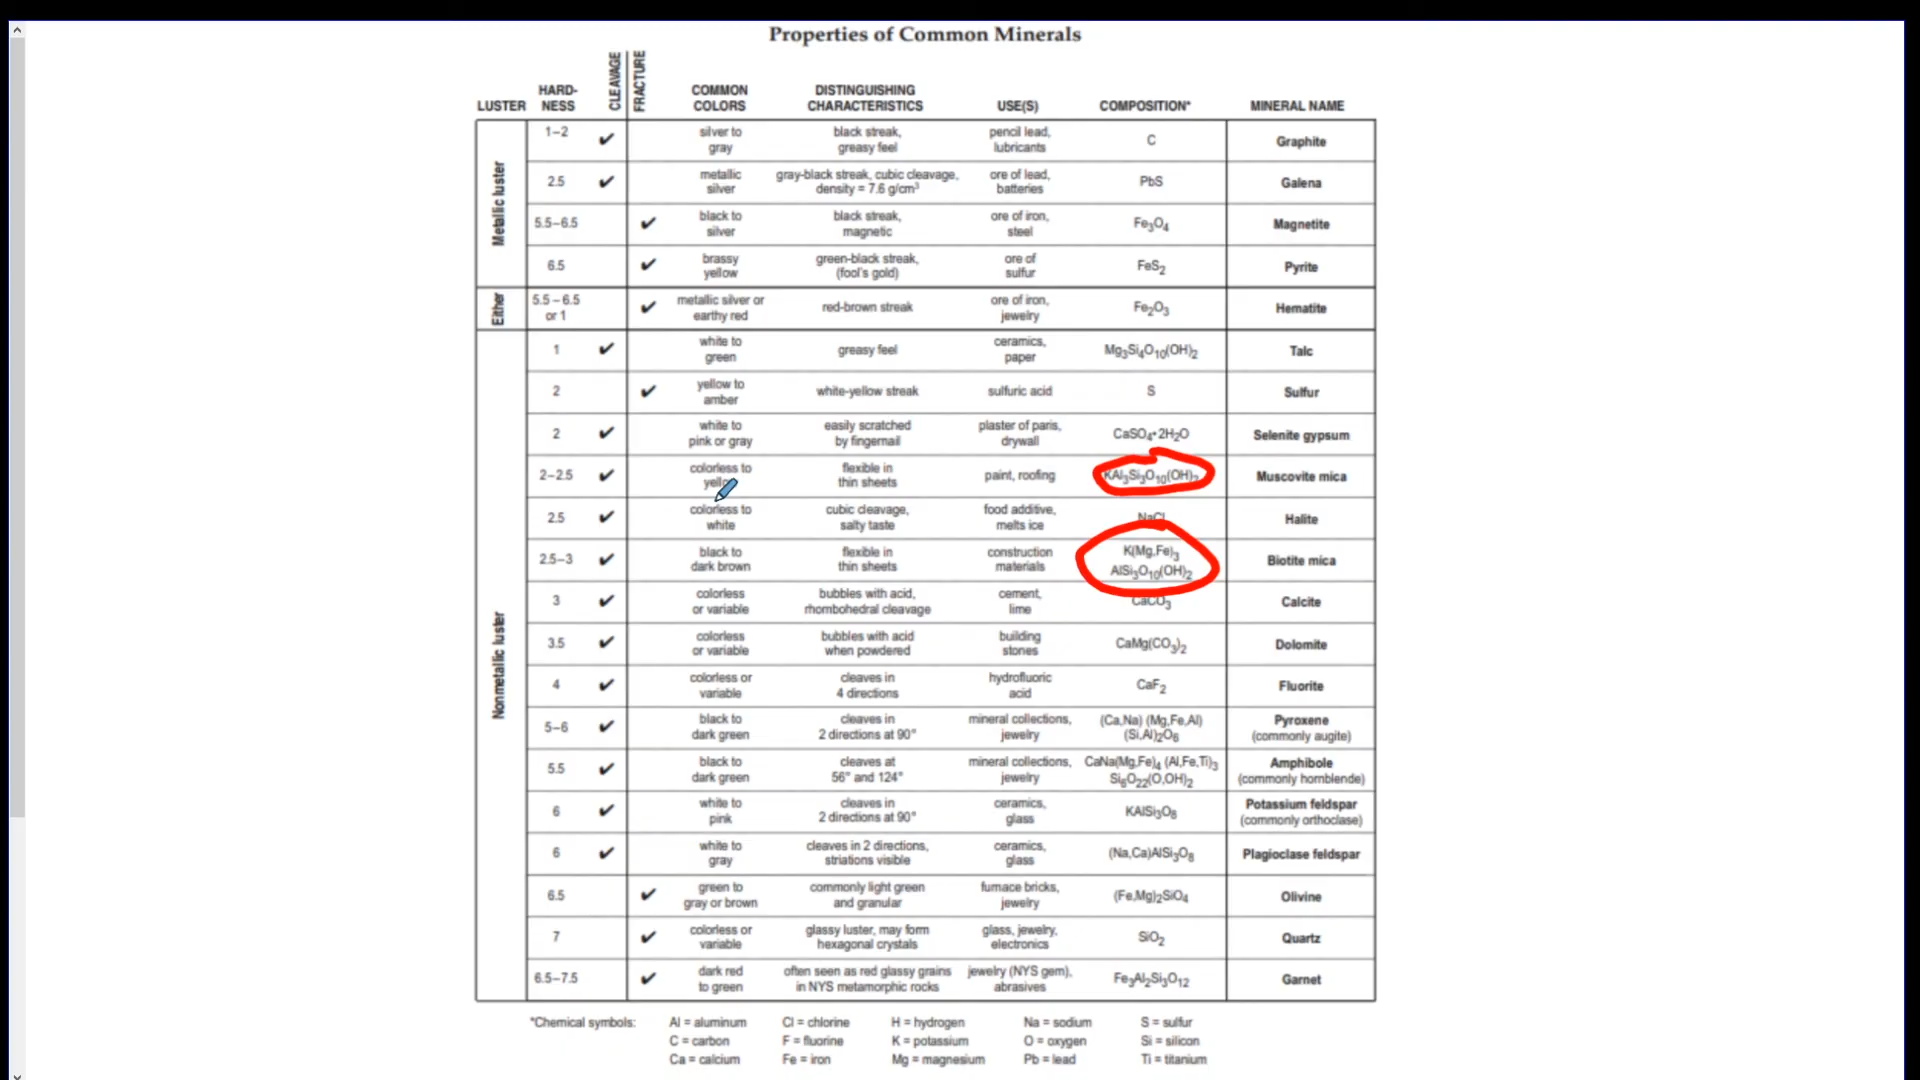 Properties of Common Minerals
LUSTER HARD-NESS CLEAVAGE FRACTURE COMMON COLORS DISTINGUISHING CHARACTERISTICS USE(S) COMPOSITION* MINERAL NAME
Metallic luster
1–2 ✔ silver to gray black streak, greasy feel pencil lead, lubricants C Graphite
2.5 ✔ metallic silver gray-black streak, cubic cleavage, density = 7.6 g/cm³ ore of lead, batteries PbS Galena
5.5–6.5 ✔ black to silver black streak, magnetic ore of iron, steel Fe₃O₄ Magnetite
6.5 ✔ brassy yellow green-black streak, (fool's gold) ore of sulfur FeS₂ Pyrite
Either
5.5 – 6.5 or 1 ✔ metallic silver or earthy red red-brown streak ore of iron, jewelry Fe₂O₃ Hematite
Nonmetallic luster
1 ✔ white to green greasy feel ceramics, paper Mg₃Si₄O₁₀(OH)₂ Talc
2 ✔ yellow to amber white-yellow streak sulfuric acid S Sulfur
2 ✔ white to pink or gray easily scratched by fingernail plaster of paris, drywall CaSO₄•2H₂O Selenite gypsum
2–2.5 ✔ colorless to flexible in thin sheets paint, roofing KAl₃Si₃O₁₀(OH)₂ Muscovite mica
2.5 ✔ colorless to white cubic cleavage, salty taste food additive, melts ice NaCl Halite
2.5–3 ✔ black to dark brown flexible in thin sheets construction materials K(Mg,Fe)₃ AlSi₃O₁₀(OH)₂ Biotite mica
3 ✔ colorless or variable bubbles with acid, rhombohedral cleavage cement, lime CaCO₃ Calcite
3.5 ✔ colorless or variable bubbles with acid when powdered building stones CaMg(CO₃)₂ Dolomite
4 ✔ colorless or variable cleaves in 4 directions hydrofluoric acid CaF₂ Fluorite
5–6 ✔ black to dark green cleaves in 2 directions at 90° mineral collections, jewelry (Ca,Na) (Mg,Fe,Al) (Si,Al)₂O₆ Pyroxene (commonly augite)
5.5 ✔ black to dark green cleaves at 56° and 124° mineral collections, jewelry CaNa(Mg,Fe)₄ (Al,Fe,Ti)₃ Si₆O₂₂(O,OH)₂ Amphibole (commonly hornblende)
6 ✔ white to pink cleaves in 2 directions at 90° ceramics, glass KAlSi₃O₈ Potassium feldspar (commonly orthoclase)
6 ✔ white to gray cleaves in 2 directions, striations visible ceramics, glass (Na,Ca)AlSi₃O₈ Plagioclase feldspar
6.5 ✔ green to gray or brown commonly light green and granular furnace bricks, jewelry (Fe,Mg)₂SiO₄ Olivine
7 ✔ colorless or variable glassy luster, may form hexagonal crystals glass, jewelry, electronics SiO₂ Quartz
6.5–7.5 ✔ dark red to green often seen as red glassy grains in NYS metamorphic rocks jewelry (NYS gem), abrasives Fe₃Al₂Si₃O₁₂ Garnet
*Chemical symbols: Al = aluminum Cl = chlorine H = hydrogen Na = sodium S = sulfur
C = carbon F = fluorine K = potassium O = oxygen Si = silicon
Ca = calcium Fe = iron Mg = magnesium Pb = lead Ti = titanium